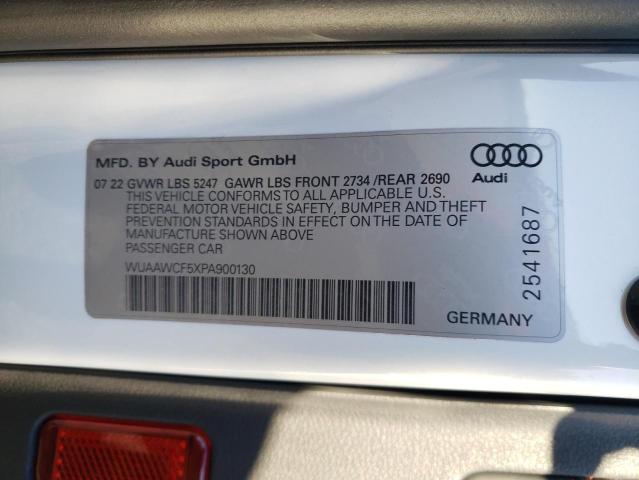 MFD. BY Audi Sport GmbH
07 22 GVWR LBS 5247 GAWR LBS FRONT 2734 /REAR 2690
THIS VEHICLE CONFORMS TO ALL APPLICABLE U.S.
FEDERAL MOTOR VEHICLE SAFETY, BUMPER AND THEFT
PREVENTION STANDARDS IN EFFECT ON THE DATE OF
MANUFACTURE SHOWN ABOVE
PASSENGER CAR
WUAAWCF5XPA900130
Audi
2541687
GERMANY